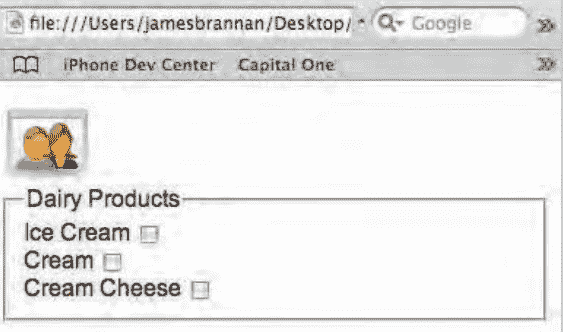 file:///Users/jamesbrannan/Desktop/
Google
iPhone Dev Center Capital One
Dairy Products
Ice Cream
Cream
Cream Cheese